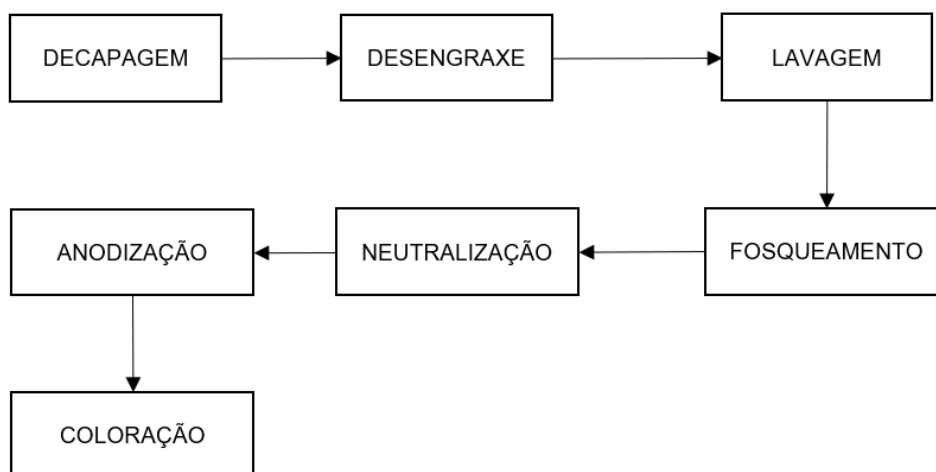 DECAPAGEM
DESENGRAXE
LAVAGEM
FOSQUEAMENTO
NEUTRALIZAÇÃO
ANODIZAÇÃO
COLORAÇÃO